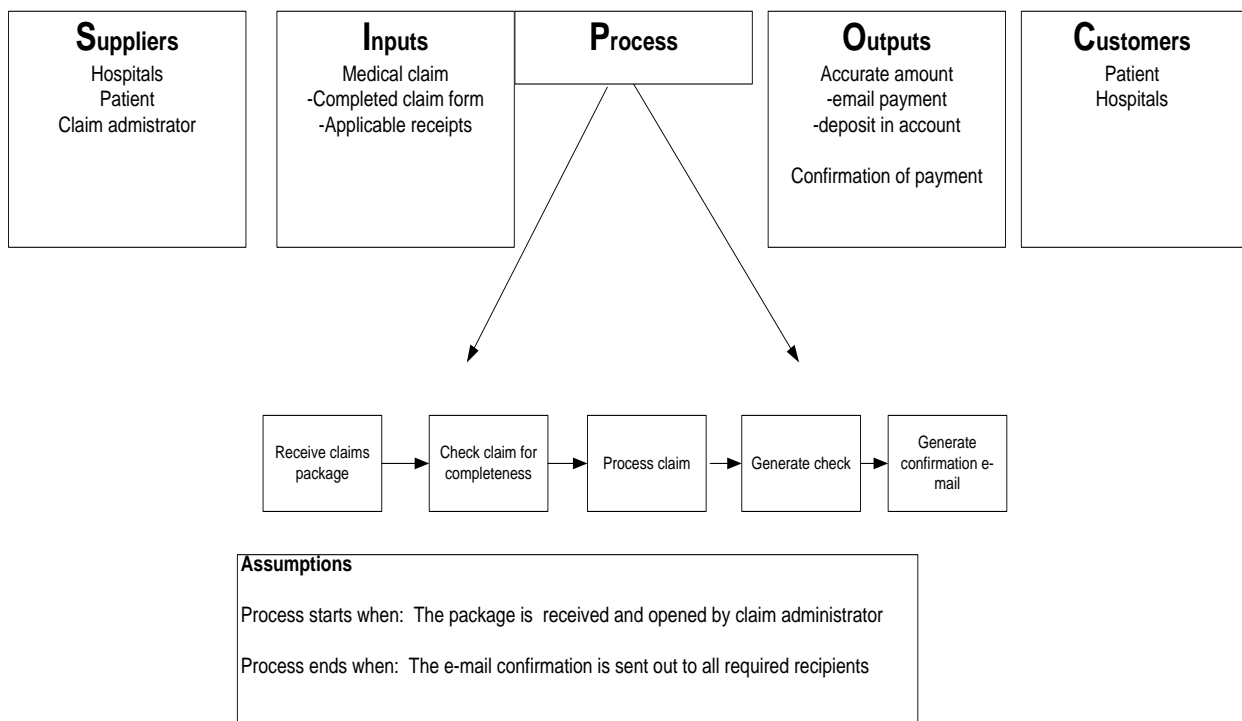 Suppliers
Hospitals
Patient
Claim admistrator
Inputs
Medical claim
-Completed claim form
-Applicable receipts
Process
Outputs
Accurate amount
-email payment
-deposit in account
Confirmation of payment
Customers
Patient
Hospitals
Receive claims
package
Check claim for
completeness
Process claim
Generate check
Generate
confirmation e-
mail
Assumptions
Process starts when: The package is received and opened by claim administrator
Process ends when: The e-mail confirmation is sent out to all required recipients